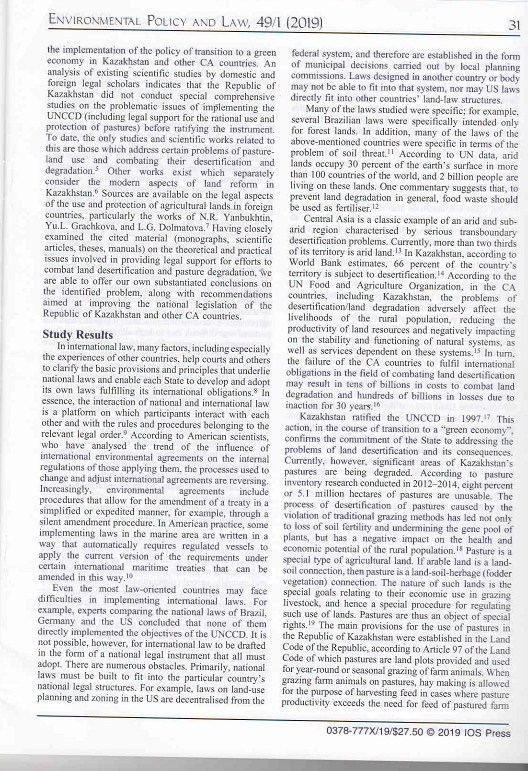 ENVIRONMENTAL POLICY AND LAW, 49/1 (2019)
31
the implementation of the policy of transition to a green
economy in Kazakhstan and other CA countries. An
analysis of existing scientific studies by domestic and
foreign legal scholars indicates that the Republic of
Kazakhstan did not conduct special comprehensive
studies on the problematic issues of implementing the
UNCCD (including legal support for the rational use and
protection of pastures) before ratifying the instrument.
To date, the only studies and scientific works related to
this are those which address certain problems of pasture-
land use and combating their desertification and
degradation.5 Other works exist which separately
consider the modern aspects of land reform in
Kazakhstan.6 Sources are available on the legal aspects
of the use and protection of agricultural lands in foreign
countries, particularly the works of N.R. Yanbukhtin,
Yu.L. Grachkova, and L.G. Dolmatova.7 Having closely
examined the cited material (monographs, scientific
articles, theses, manuals) on the theoretical and practical
issues involved in providing legal support for efforts to
combat land desertification and pasture degradation, we
are able to offer our own substantiated conclusions on
the identified problem, along with recommendations
aimed at improving the national legislation of the
Republic of Kazakhstan and other CA countries.
Study Results
In international law, many factors, including especially
the experiences of other countries, help courts and others
to clarify the basic provisions and principles that underlie
national laws and enable each State to develop and adopt
its own laws fulfilling its international obligations.8 In
essence, the interaction of national and international law
is a platform on which participants interact with each
other and with the rules and procedures belonging to the
relevant legal order.9 According to American scientists,
who have analysed the trend of the influence of
international environmental agreements on the internal
regulations of those applying them, the processes used to
change and adjust international agreements are reversing.
Increasingly, environmental agreements include
procedures that allow for the amendment of a treaty in a
simplified or expedited manner, for example, through a
silent amendment procedure. In American practice, some
implementing laws in the marine area are written in a
way that automatically requires regulated vessels to
apply the current version of the requirements under
certain international maritime treaties that can be
amended in this way.10
Even the most law-oriented countries may face
difficulties in implementing international laws. For
example, experts comparing the national laws of Brazil,
Germany and the US concluded that none of them
directly implemented the objectives of the UNCCD. It is
not possible, however, for international law to be drafted
in the form of a national legal instrument that all must
adopt. There are numerous obstacles. Primarily, national
laws must be built to fit into the particular country's
national legal structures. For example, laws on land-use
planning and zoning in the US are decentralised from the
federal system, and therefore are established in the form
of municipal decisions carried out by local planning
commissions. Laws designed in another country or body
may not be able to fit into that system, nor may US laws
directly fit into other countries' land-law structures.
Many of the laws studied were specific; for example,
several Brazilian laws were specifically intended only
for forest lands. In addition, many of the laws of the
above-mentioned countries were specific in terms of the
problem of soil threat.11 According to UN data, arid
lands occupy 30 percent of the earth's surface in more
than 100 countries of the world, and 2 billion people are
living on these lands. One commentary suggests that, to
prevent land degradation in general, food waste should
be used as fertiliser.12
Central Asia is a classic example of an arid and sub-
arid region characterised by serious transboundary
desertification problems. Currently, more than two thirds
of its territory is arid land.13 In Kazakhstan, according to
World Bank estimates, 66 percent of the country's
territory is subject to desertification.14 According to the
UN Food and Agriculture Organization, in the CA
countries, including Kazakhstan, the problems of
desertification/land degradation adversely affect the
livelihoods of the rural population, reducing the
productivity of land resources and negatively impacting
on the stability and functioning of natural systems, as
well as services dependent on these systems.15 In turn,
the failure of the CA countries to fulfil international
obligations in the field of combating land desertification
may result in tens of billions in costs to combat land
degradation and hundreds of billions in losses due to
inaction for 30 years.16
Kazakhstan ratified the UNCCD in 1997.17 This
action, in the course of transition to a "green economy",
confirms the commitment of the State to addressing the
problems of land desertification and its consequences.
Currently, however, significant areas of Kazakhstan's
pastures are being degraded. According to pasture
inventory research conducted in 2012–2014, eight percent
or 5.1 million hectares of pastures are unusable. The
process of desertification of pastures caused by the
violation of traditional grazing methods has led not only
to loss of soil fertility and undermining the gene pool of
plants, but has a negative impact on the health and
economic potential of the rural population.18 Pasture is a
special type of agricultural land. If arable land is a land-
soil connection, then pasture is a land-soil-herbage (fodder
vegetation) connection. The nature of such lands is the
special goals relating to their economic use in grazing
livestock, and hence a special procedure for regulating
such use of lands. Pastures are thus an object of special
rights.19 The main provisions for the use of pastures in
the Republic of Kazakhstan were established in the Land
Code of the Republic, according to Article 97 of the Land
Code of which pastures are land plots provided and used
for year-round or seasonal grazing of farm animals. When
grazing farm animals on pastures, hay making is allowed
for the purpose of harvesting feed in cases where pasture
productivity exceeds the need for feed of pastured farm
0378-777X/19/$27.50 © 2019 IOS Press